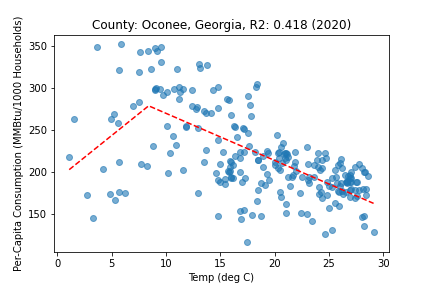 County: Oconee, Georgia, R2: 0.418 (2020)
Per-Capita Consumption (MMBtu/1000 Households)
350
300
250
200
150
0 5 10 15 20 25 30
Temp (deg C)